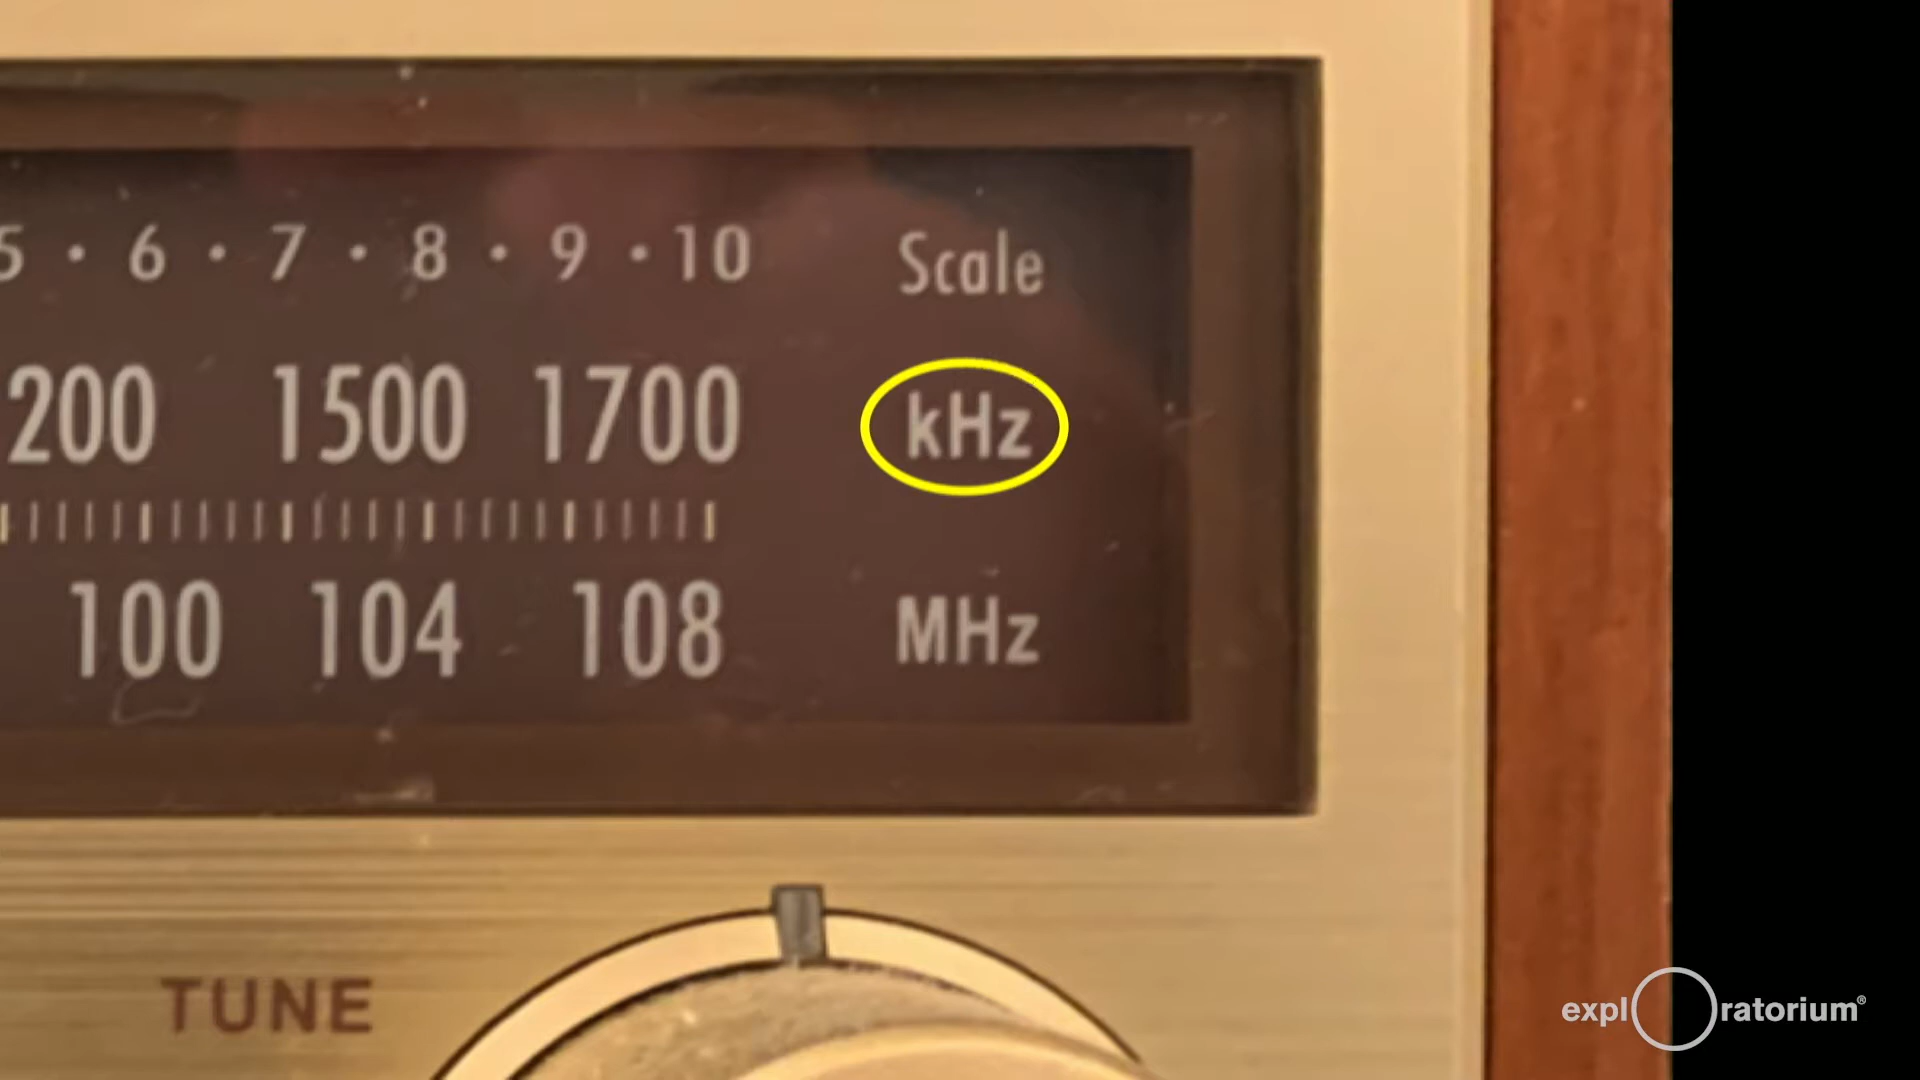 5 · 6 · 7 · 8 · 9 · 10 Scale
200 1500 1700 kHz
100 104 108 MHz
TUNE
exploratorium®